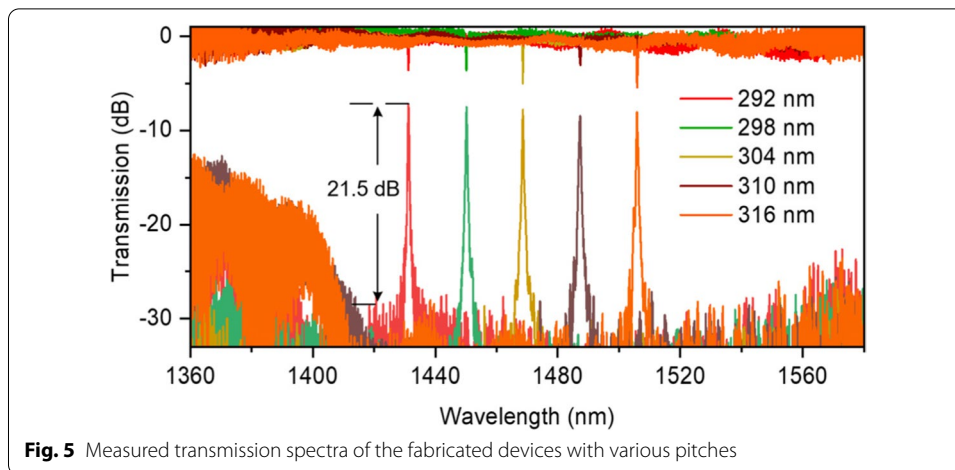 0
-10
-20
-30
Transmission (dB)
21.5 dB
292 nm
298 nm
304 nm
310 nm
316 nm
1360
1400
1440
1480
1520
1560
Wavelength (nm)
Fig. 5 Measured transmission spectra of the fabricated devices with various pitches